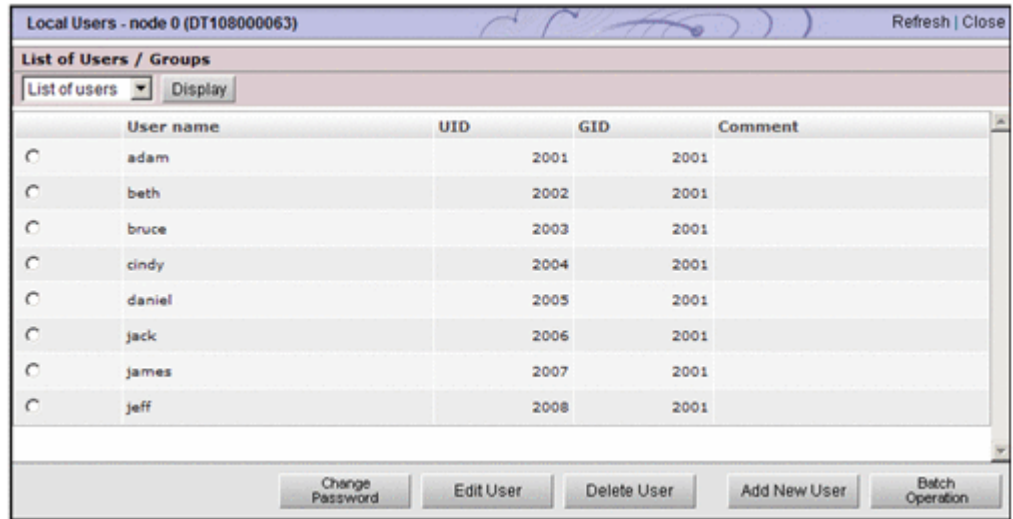 Local Users - node 0 (DT108000063) Refresh | Close
List of Users / Groups
List of users Display
User name UID GID Comment
adam 2001 2001
beth 2002 2001
bruce 2003 2001
cindy 2004 2001
daniel 2005 2001
jack 2006 2001
james 2007 2001
jeff 2008 2001
Change Password Edit User Delete User Add New User Batch Operation